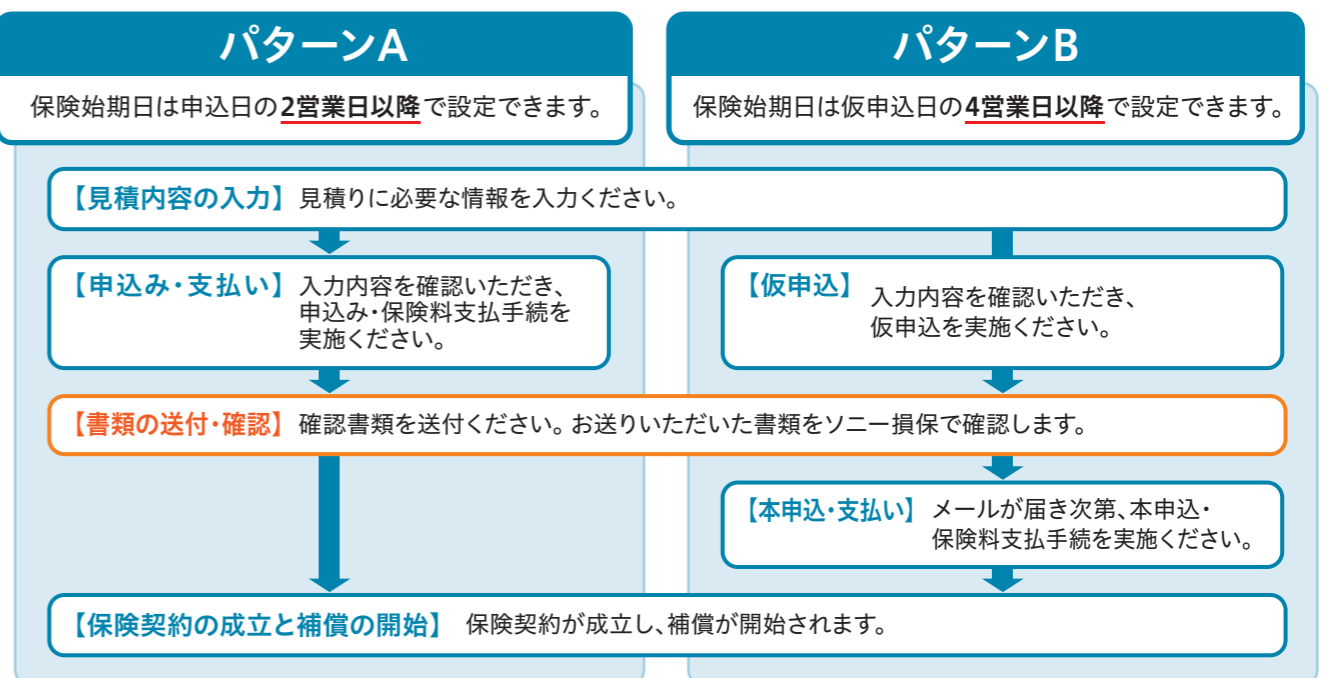 パターンA
保険始期日は申込日の2営業日以降で設定できます。
パターンB
保険始期日は仮申込日の4営業日以降で設定できます。
【見積内容の入力】 見積りに必要な情報を入力ください。
【申込み・支払い】 入力内容を確認いただき、
申込み・保険料支払手続を
実施ください。
【仮申込】 入力内容を確認いただき、
仮申込を実施ください。
【書類の送付・確認】 確認書類を送付ください。お送りいただいた書類をソニー損保で確認します。
【本申込・支払い】 メールが届き次第、本申込・
保険料支払手続を実施ください。
【保険契約の成立と補償の開始】 保険契約が成立し、補償が開始されます。